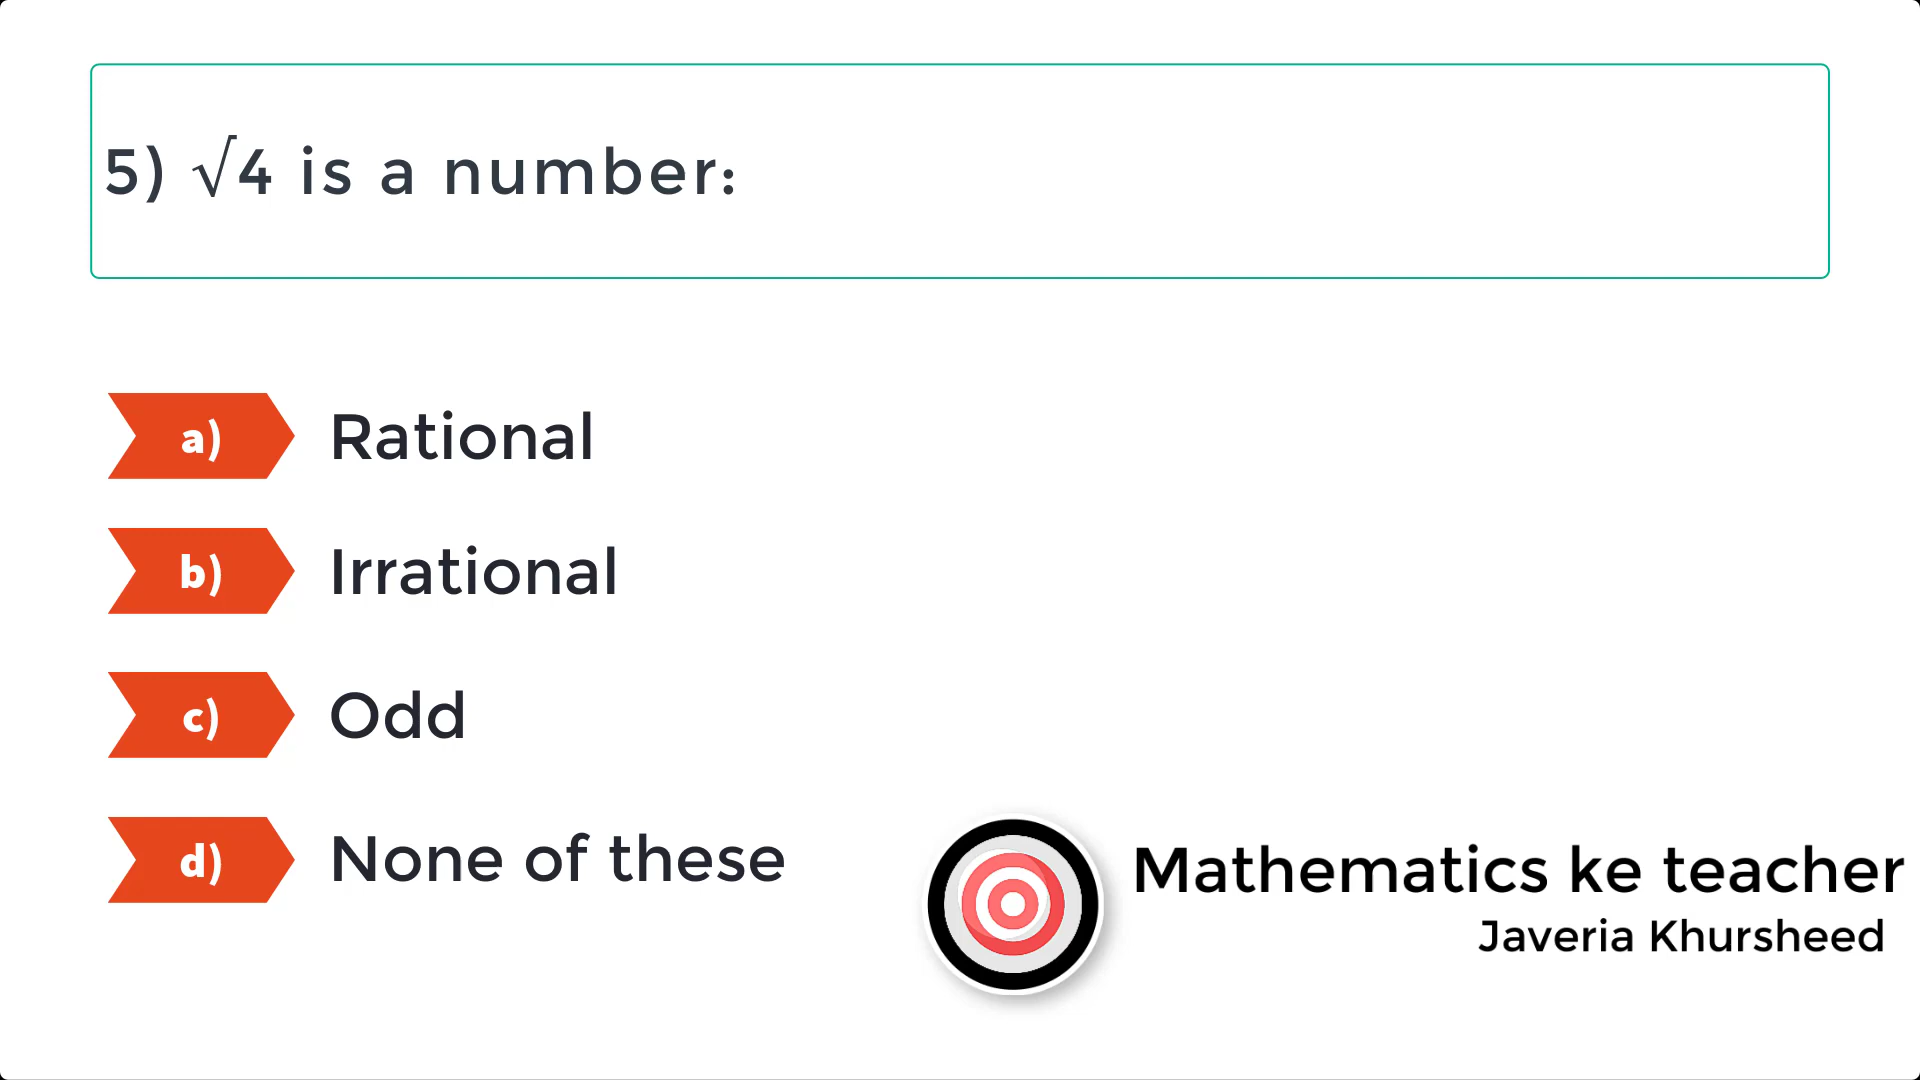 5) √4 is a number:
a) Rational
b) Irrational
c) Odd
d) None of these
Mathematics ke teacher
Javeria Khursheed